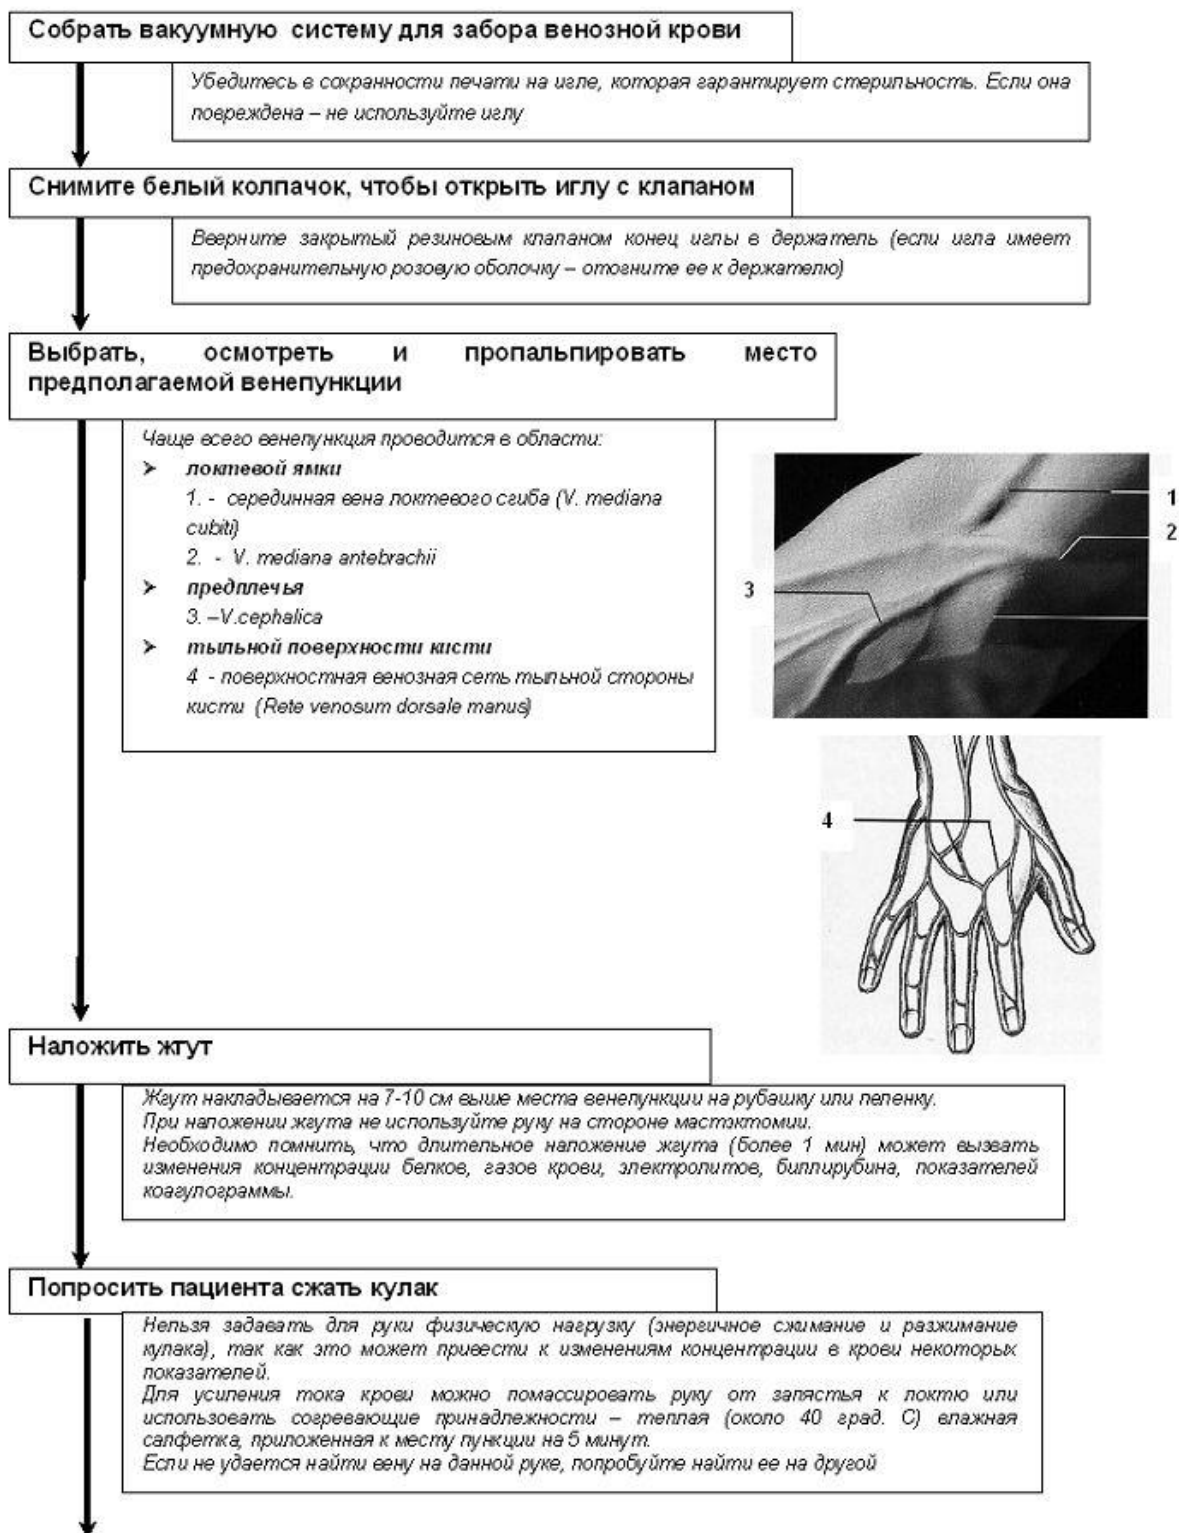 Собрать вакуумную систему для забора венозной крови
Убедитесь в сохранности печати на игле, которая гарантирует стерильность. Если она
повреждена – не используйте иглу
Снимите белый колпачок, чтобы открыть иглу с клапаном
Вверните закрытый резиновым клапаном конец иглы в держатель (если игла имеет
предохранительную розовую оболочку – отогните ее к держателю)
Выбрать, осмотреть и пропальпировать место
предполагаемой венепункции
Чаще всего венепункция проводится в области:
➢ локтевой ямки
1. - серединная вена локтевого сгиба (V. mediana
cubiti)
2. - V. mediana antebrachii
➢ предплечья
3. –V.cephalica
➢ тыльной поверхности кисти
4 - поверхностная венозная сеть тыльной стороны
кисти (Rete venosum dorsale manus)
1
2
3
4
Наложить жгут
Жгут накладывается на 7-10 см выше места венепункции на рубашку или пеленку.
При наложении жгута не используйте руку на стороне мастэктомии.
Необходимо помнить, что длительное наложение жгута (более 1 мин) может вызвать
изменения концентрации белков, газов крови, электролитов, биллирубина, показателей
коагулограммы.
Попросить пациента сжать кулак
Нельзя задавать для руки физическую нагрузку (энергичное сжимание и разжимание
кулака), так как это может привести к изменениям концентрации в крови некоторых
показателей.
Для усиления тока крови можно помассировать руку от запястья к локтю или
использовать согревающие принадлежности – теплая (около 40 град. С) влажная
салфетка, приложенная к месту пункции на 5 минут.
Если не удается найти вену на данной руке, попробуйте найти ее на другой